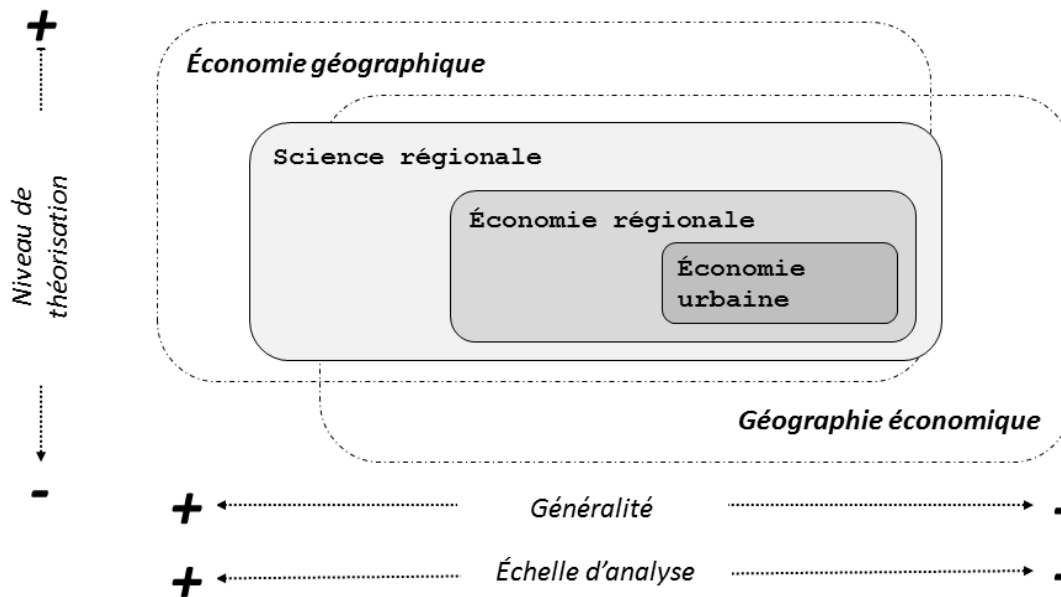 +
Économie géographique
Science régionale
Niveau de
théorisation
Économie régionale
Économie
urbaine
Géographie économique
-
+ Généralité -
+ Échelle d’analyse -